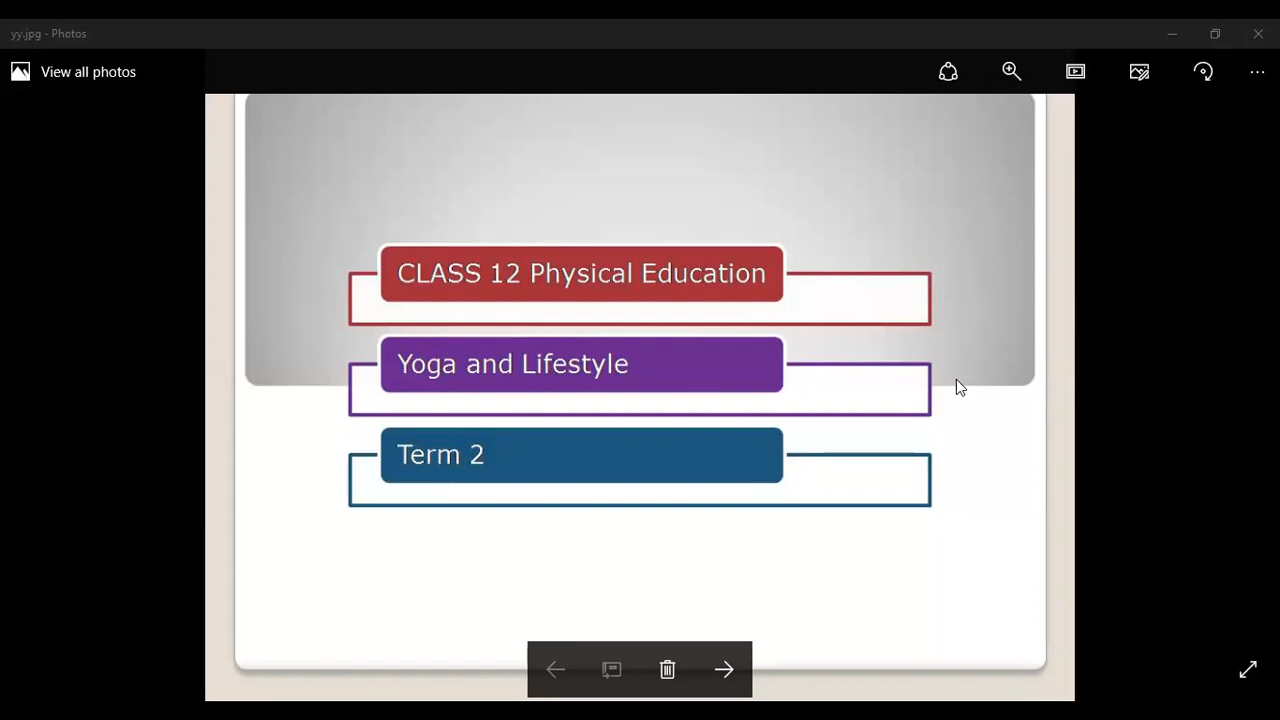 yy.jpg - Photos
View all photos
CLASS 12 Physical Education
Yoga and Lifestyle
Term 2